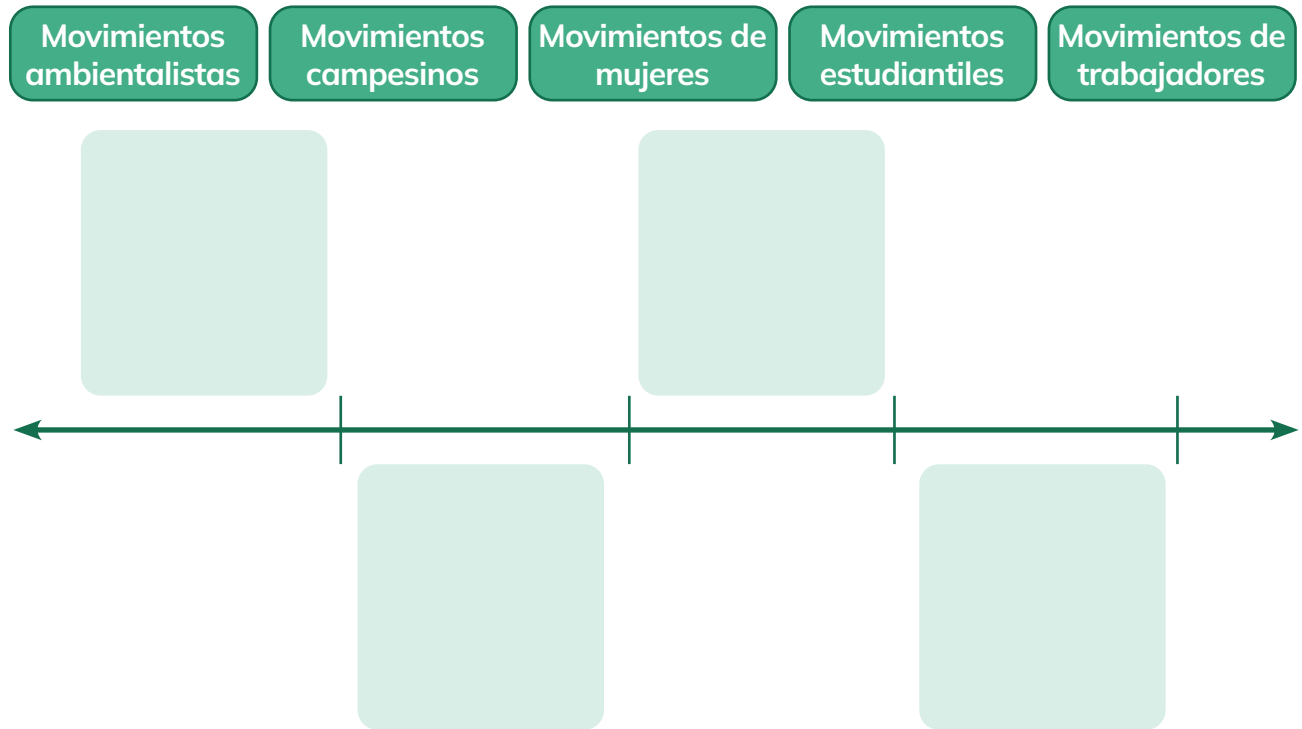 Movimientos
ambientalistas
Movimientos
campesinos
Movimientos de
mujeres
Movimientos
estudiantiles
Movimientos de
trabajadores